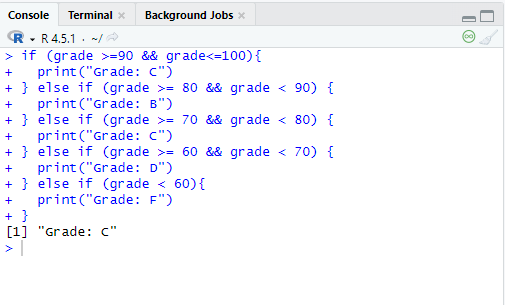 Console Terminal × Background Jobs ×
R R 4.5.1 · ~/
> if (grade >=90 && grade<=100){
+   print("Grade: C")
+ } else if (grade >= 80 && grade < 90) {
+   print("Grade: B")
+ } else if (grade >= 70 && grade < 80) {
+   print("Grade: C")
+ } else if (grade >= 60 && grade < 70) {
+   print("Grade: D")
+ } else if (grade < 60){
+   print("Grade: F")
+ }
[1] "Grade: C"
>